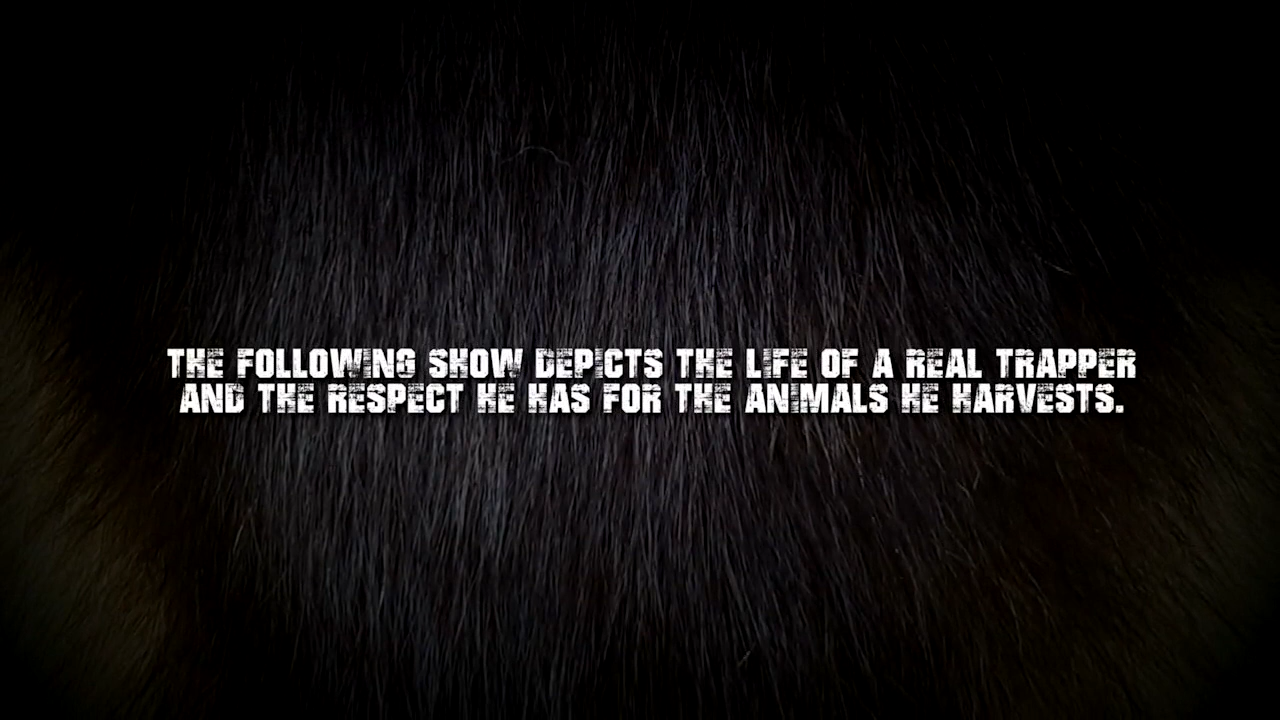 THE FOLLOWING SHOW DEPICTS THE LIFE OF A REAL TRAPPER
AND THE RESPECT HE HAS FOR THE ANIMALS HE HARVESTS.